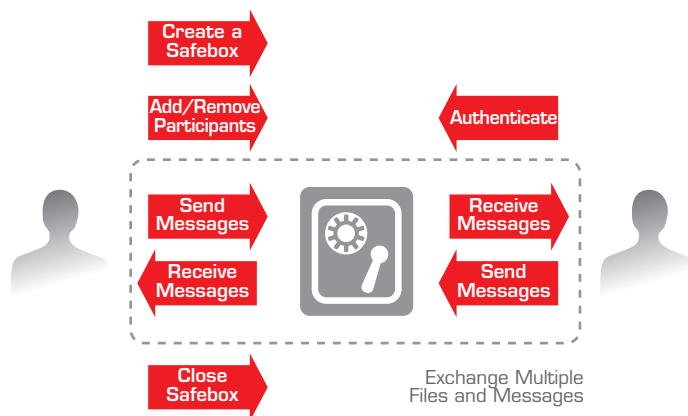 Create a
Safebox
Add/Remove
Participants
Authenticate
Send
Messages
Receive
Messages
Receive
Messages
Send
Messages
Close
Safebox
Exchange Multiple
Files and Messages